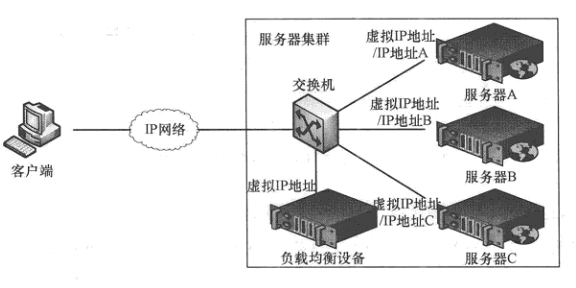 服务器集群
虚拟IP地址
/IP地址A
服务器A
交换机
虚拟IP地址
/IP地址B
IP网络
客户端
服务器B
虚拟IP地址
虚拟IP地址
/IP地址C
负载均衡设备
服务器C